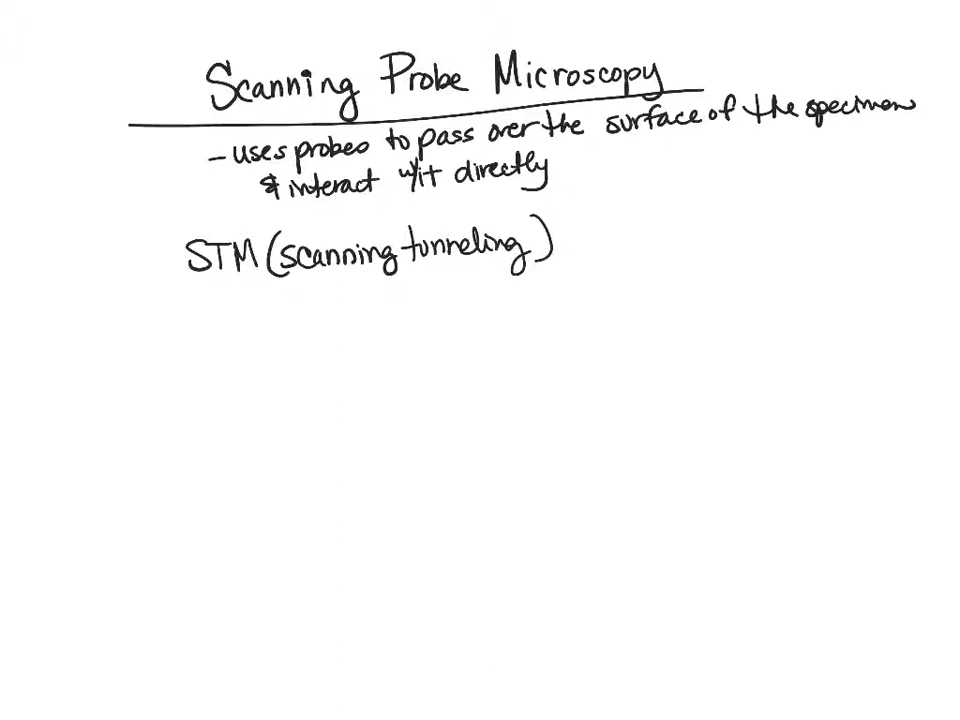 Scanning Probe Microscopy
- uses probes to pass over the surface of the specimen
& interact w/it directly
STM (scanning tunneling)